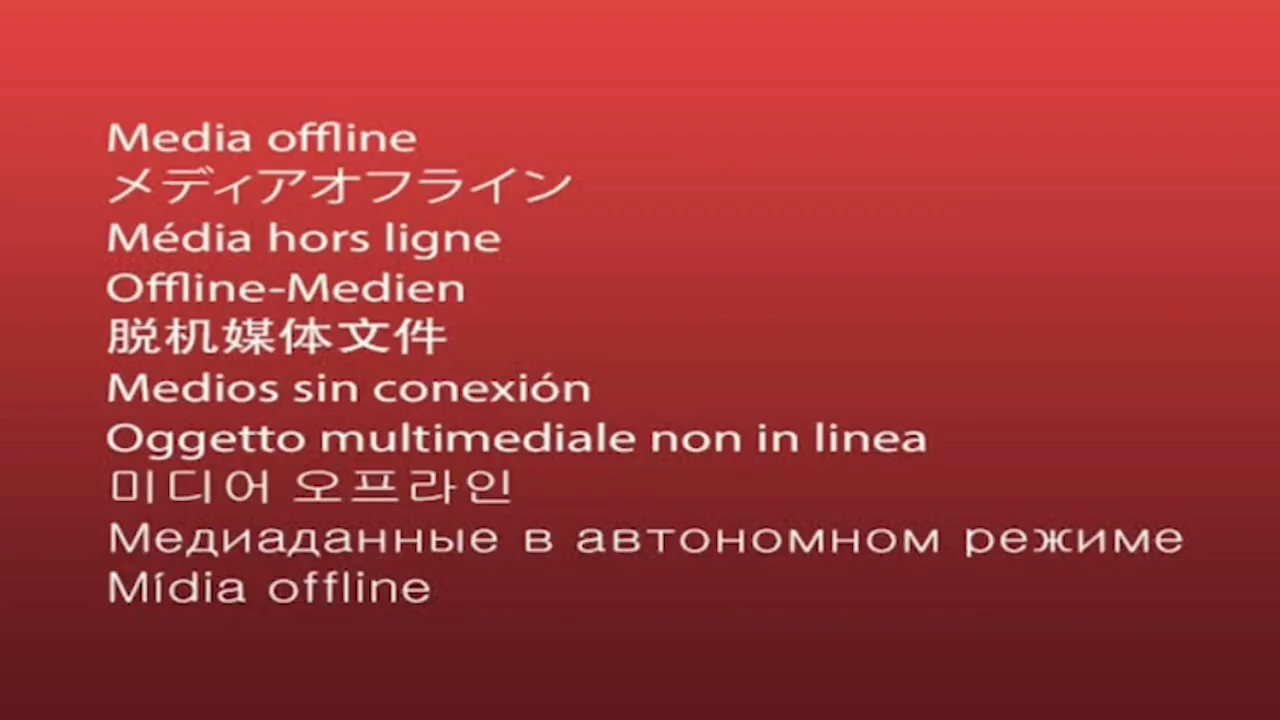 Media offline
メディアオフライン
Média hors ligne
Offline-Medien
脱机媒体文件
Medios sin conexión
Oggetto multimediale non in linea
미디어 오프라인
Медиаданные в автономном режиме
Mídia offline